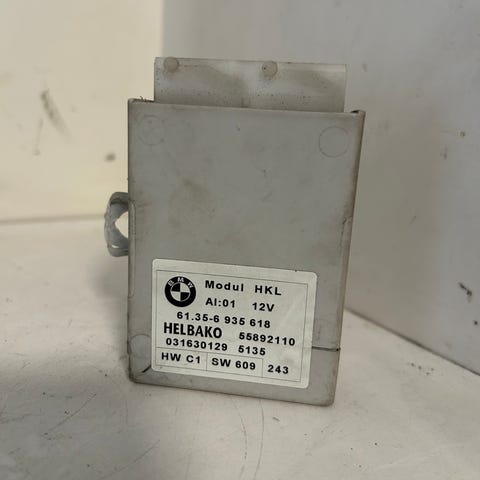 BMW
Modul HKL
AI:01 12V
61.35-6 935 618
HELBAKO 55892110
031630129 5135
HW C1 SW 609 243